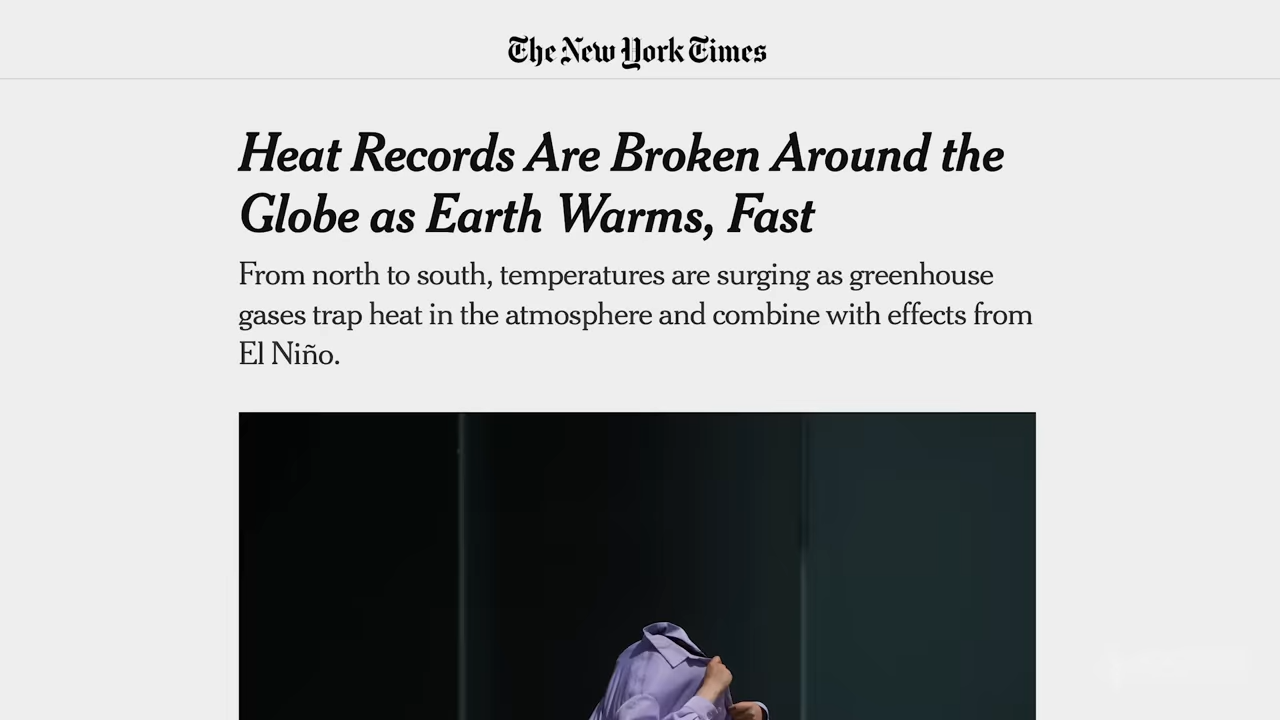 The New York Times
Heat Records Are Broken Around the
Globe as Earth Warms, Fast
From north to south, temperatures are surging as greenhouse
gases trap heat in the atmosphere and combine with effects from
El Niño.